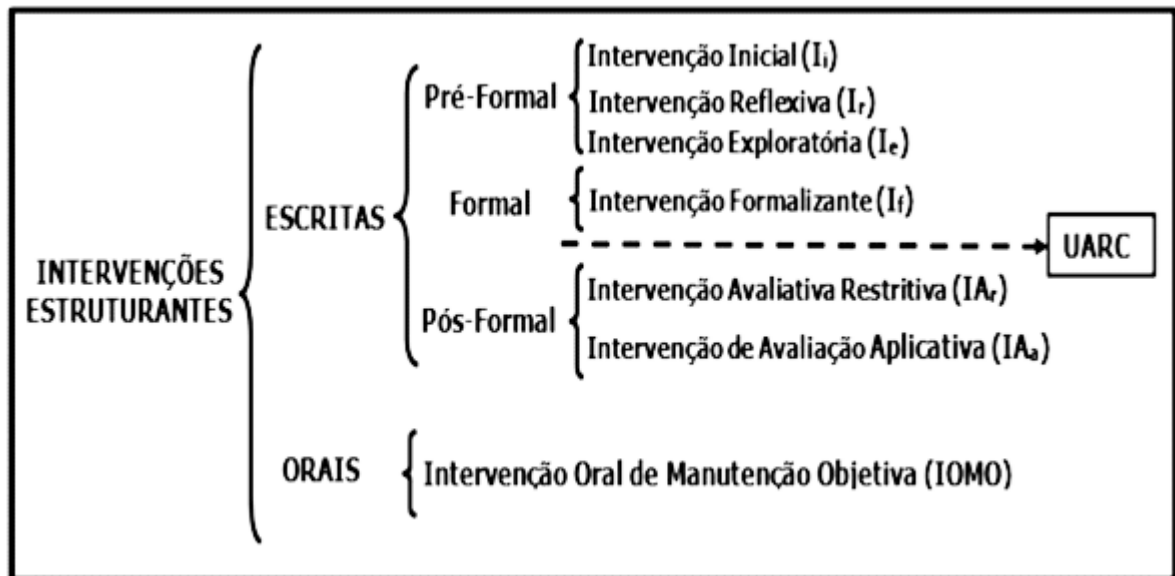 INTERVENÇÕES
ESTRUTURANTES
ESCRITAS
Pré-Formal
Intervenção Inicial (Iᵢ)
Intervenção Reflexiva (Iᵣ)
Intervenção Exploratória (Iₑ)
Formal
Intervenção Formalizante (I_f)
UARC
Pós-Formal
Intervenção Avaliativa Restritiva (IAᵣ)
Intervenção de Avaliação Aplicativa (IAₐ)
ORAIS
Intervenção Oral de Manutenção Objetiva (IOMO)